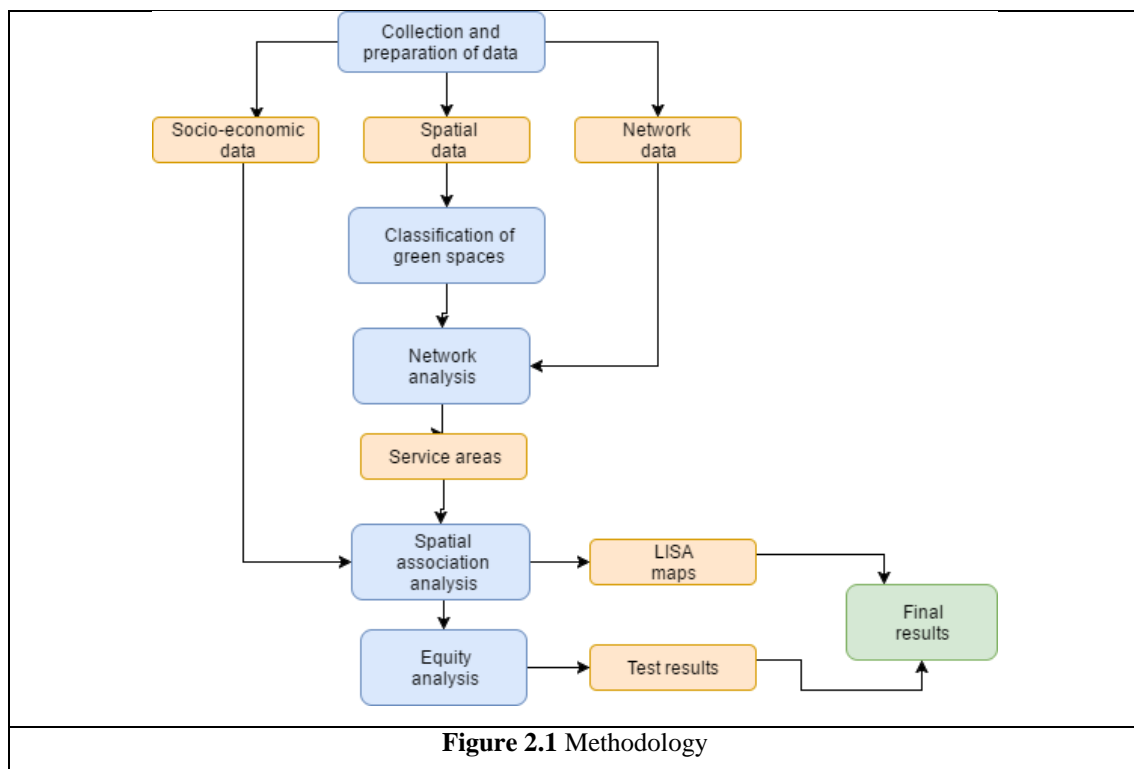 Collection and
preparation of data
Socio-economic
data
Spatial
data
Network
data
Classification of
green spaces
Network
analysis
Service areas
Spatial
association
analysis
LISA
maps
Final
results
Equity
analysis
Test results
Figure 2.1 Methodology